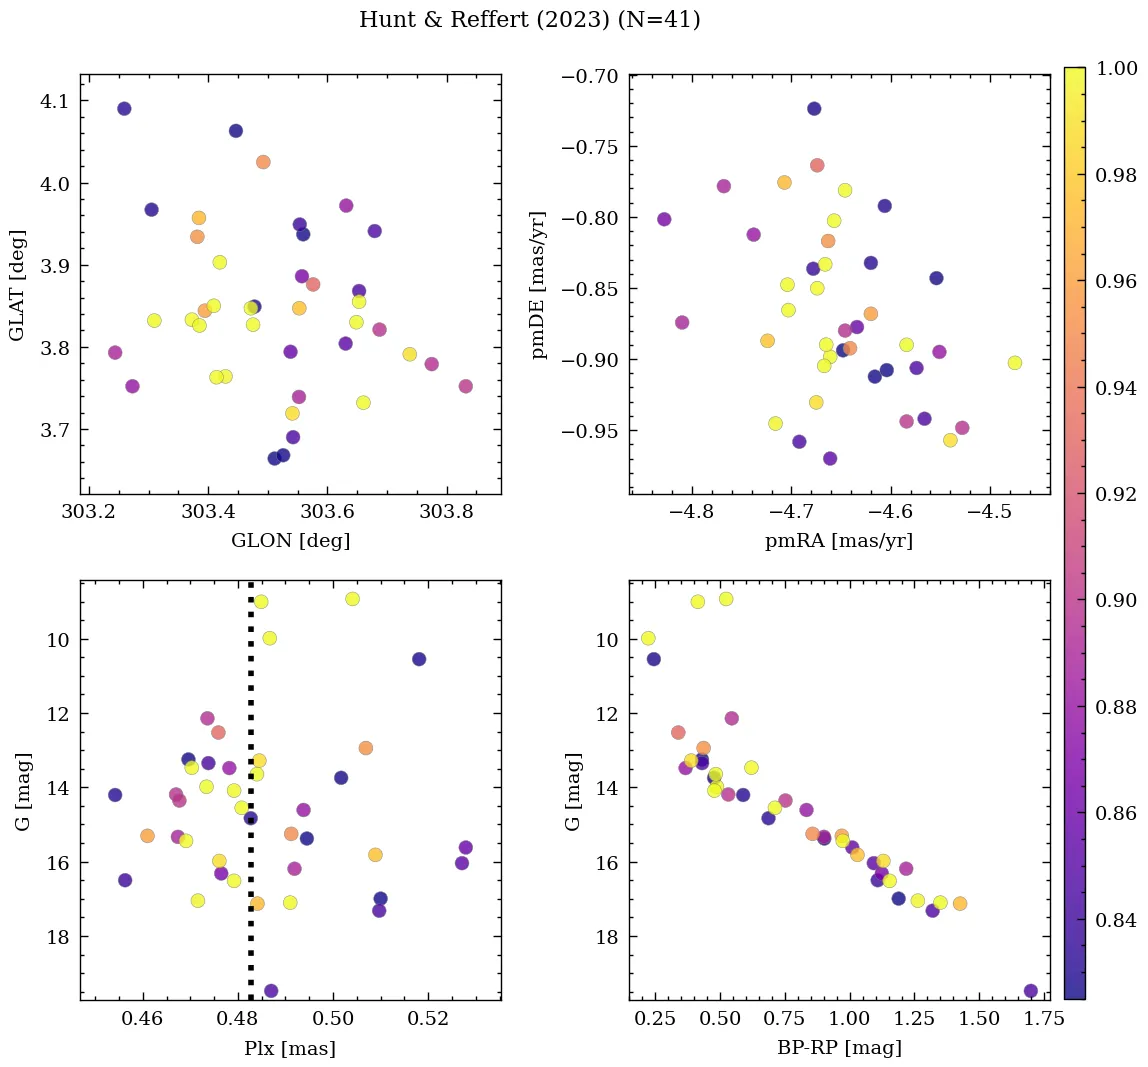 Hunt & Reffert (2023) (N=41)
4.1
4.0
3.9
3.8
3.7
GLAT [deg]
303.2 303.4 303.6 303.8
GLON [deg]
−0.70
−0.75
−0.80
−0.85
−0.90
−0.95
pmDE [mas/yr]
−4.8 −4.7 −4.6 −4.5
pmRA [mas/yr]
10
12
14
16
18
G [mag]
0.46 0.48 0.50 0.52
Plx [mas]
10
12
14
16
18
G [mag]
0.25 0.50 0.75 1.00 1.25 1.50 1.75
BP-RP [mag]
1.00
0.98
0.96
0.94
0.92
0.90
0.88
0.86
0.84